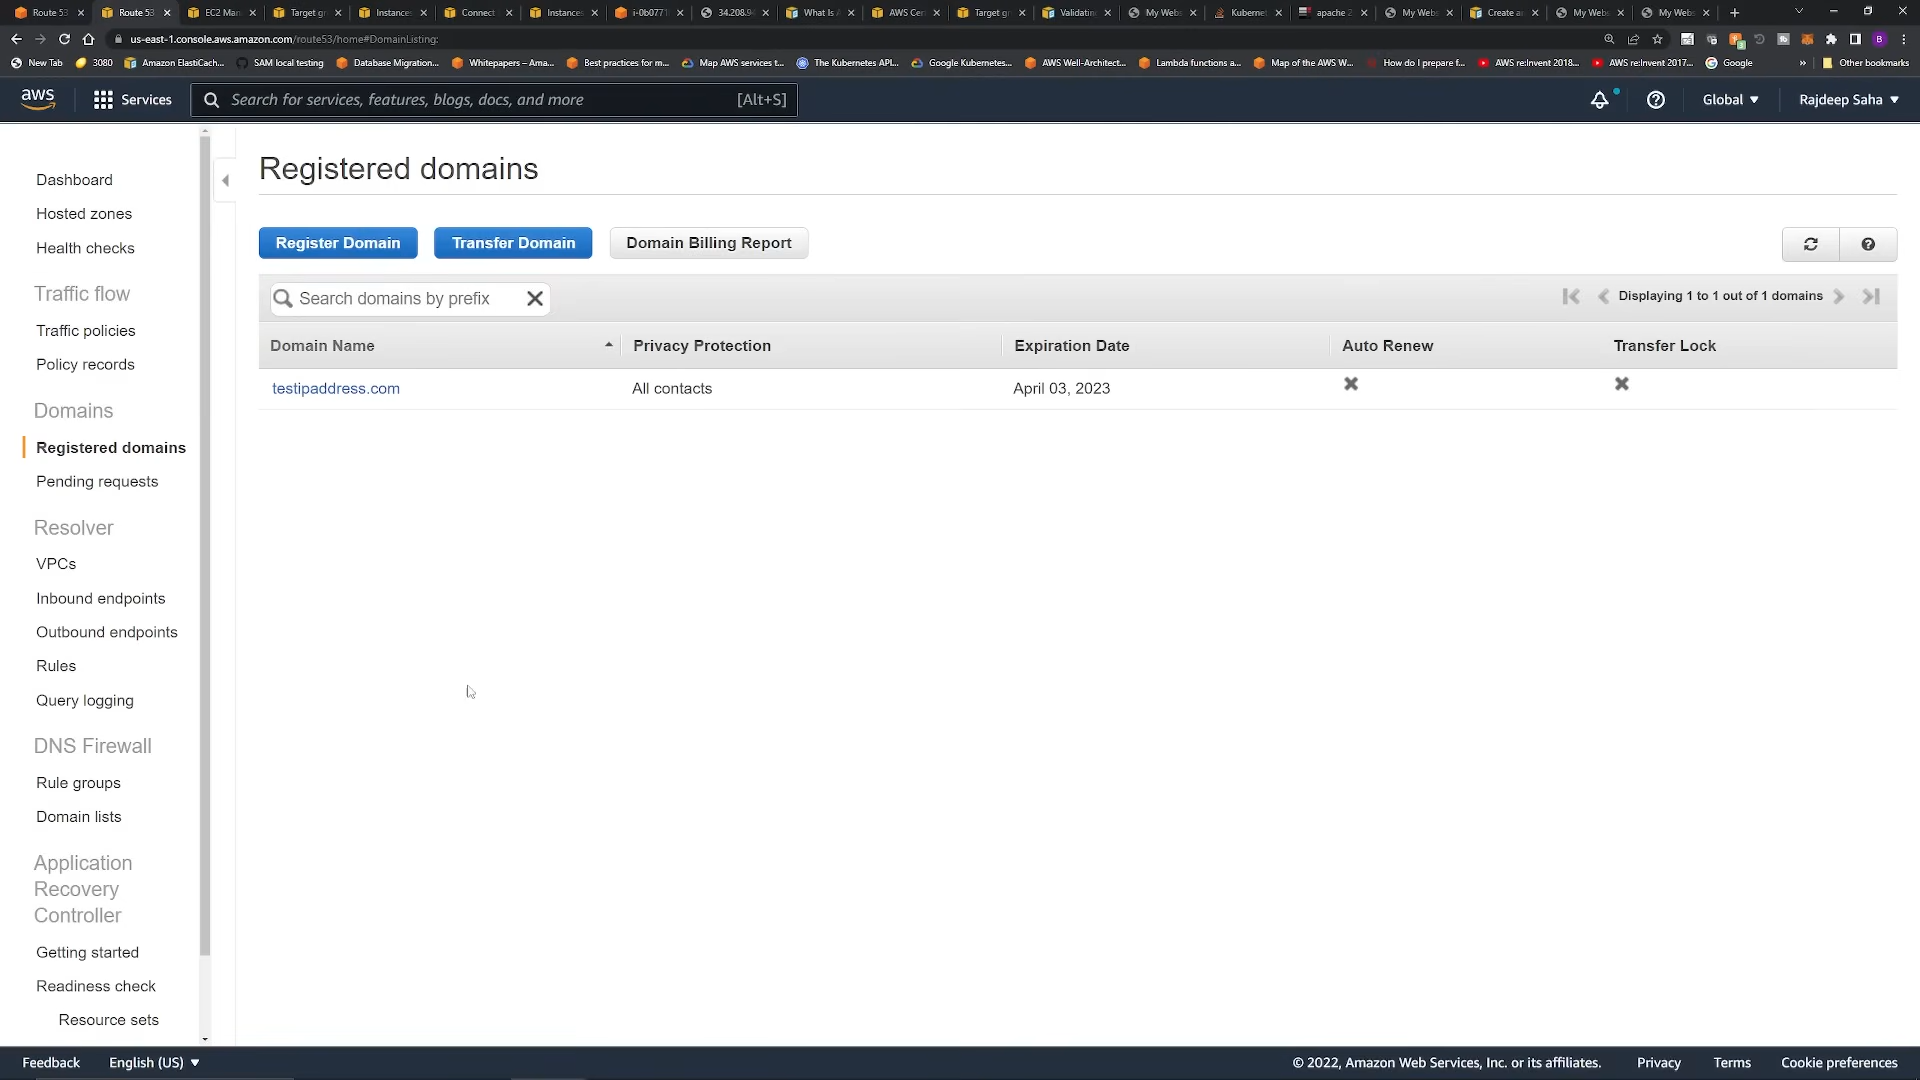 Route 53
Route 53
EC2 Man
Target gr
Instances
Connect
Instances
i-0b0771
34.208.9
What Is
AWS Cer
Target gr
Validatin
My Webs
Kubernet
apache 2
My Webs
Create a
My Webs
My Webs
us-east-1.console.aws.amazon.com/route53/home#DomainListing:
New Tab
3080
Amazon ElastiCach...
SAM local testing
Database Migration...
Whitepapers – Ama...
Best practices for m...
Map AWS services t...
The Kubernetes API...
Google Kubernetes...
AWS Well-Architect...
Lambda functions a...
Map of the AWS W...
How do I prepare f...
AWS re:Invent 2018...
AWS re:Invent 2017...
Google
»
Other bookmarks
aws
Services
Search for services, features, blogs, docs, and more
[Alt+S]
Global
Rajdeep Saha
Dashboard
Hosted zones
Health checks
Traffic flow
Traffic policies
Policy records
Domains
Registered domains
Pending requests
Resolver
VPCs
Inbound endpoints
Outbound endpoints
Rules
Query logging
DNS Firewall
Rule groups
Domain lists
Application
Recovery
Controller
Getting started
Readiness check
Resource sets
Registered domains
Register Domain
Transfer Domain
Domain Billing Report
Search domains by prefix
Displaying 1 to 1 out of 1 domains
Domain Name
Privacy Protection
Expiration Date
Auto Renew
Transfer Lock
testipaddress.com
All contacts
April 03, 2023
Feedback
English (US)
© 2022, Amazon Web Services, Inc. or its affiliates.
Privacy
Terms
Cookie preferences